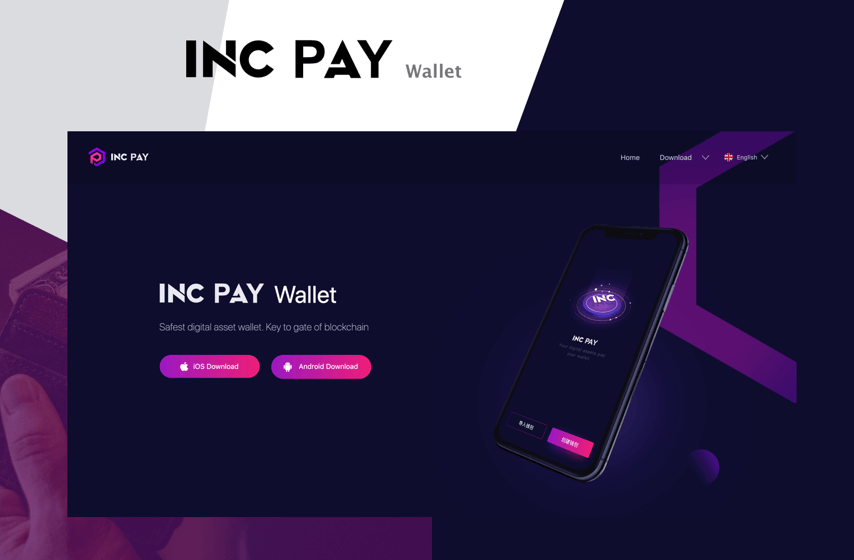 INC PAY Wallet
INC PAY
Home
Download
English
INC PAY Wallet
Safest digital asset wallet. Key to gate of blockchain
iOS Download
Android Download
INC
INC PAY
导入钱包
创建钱包